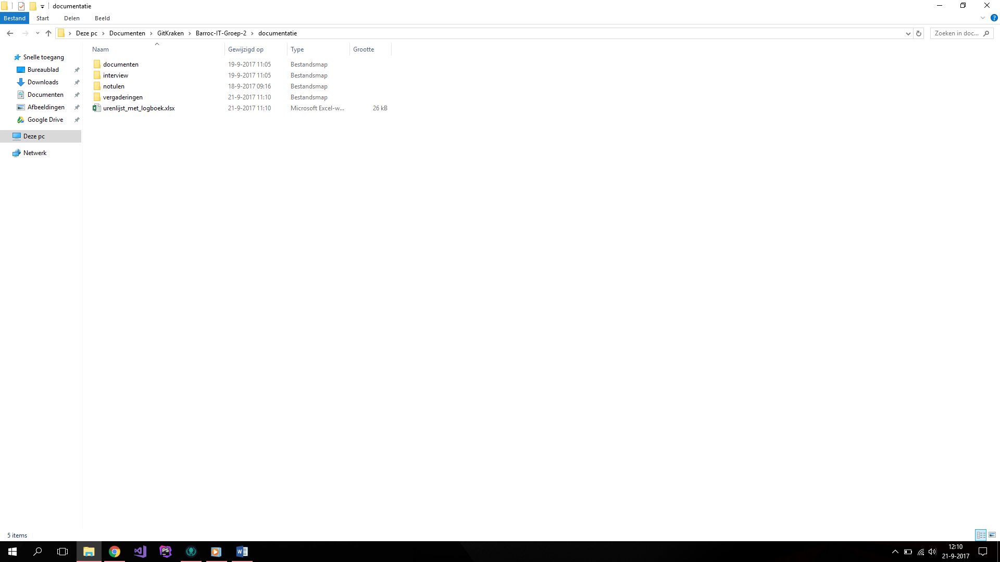 documentatie
Bestand Start Delen Beeld
Deze pc Documenten GitKraken Barroc-IT-Groep-2 documentatie
Zoeken in doc...
Naam Gewijzigd op Type Grootte
Snelle toegang
Bureaublad
Downloads
Documenten
Afbeeldingen
Google Drive
Deze pc
Netwerk
documenten 19-9-2017 11:05 Bestandsmap
interview 19-9-2017 11:05 Bestandsmap
notulen 18-9-2017 09:16 Bestandsmap
vergaderingen 21-9-2017 11:10 Bestandsmap
urenlijst_met_logboek.xlsx 21-9-2017 11:10 Microsoft Excel-w... 26 kB
5 items
PS
12:10
21-9-2017